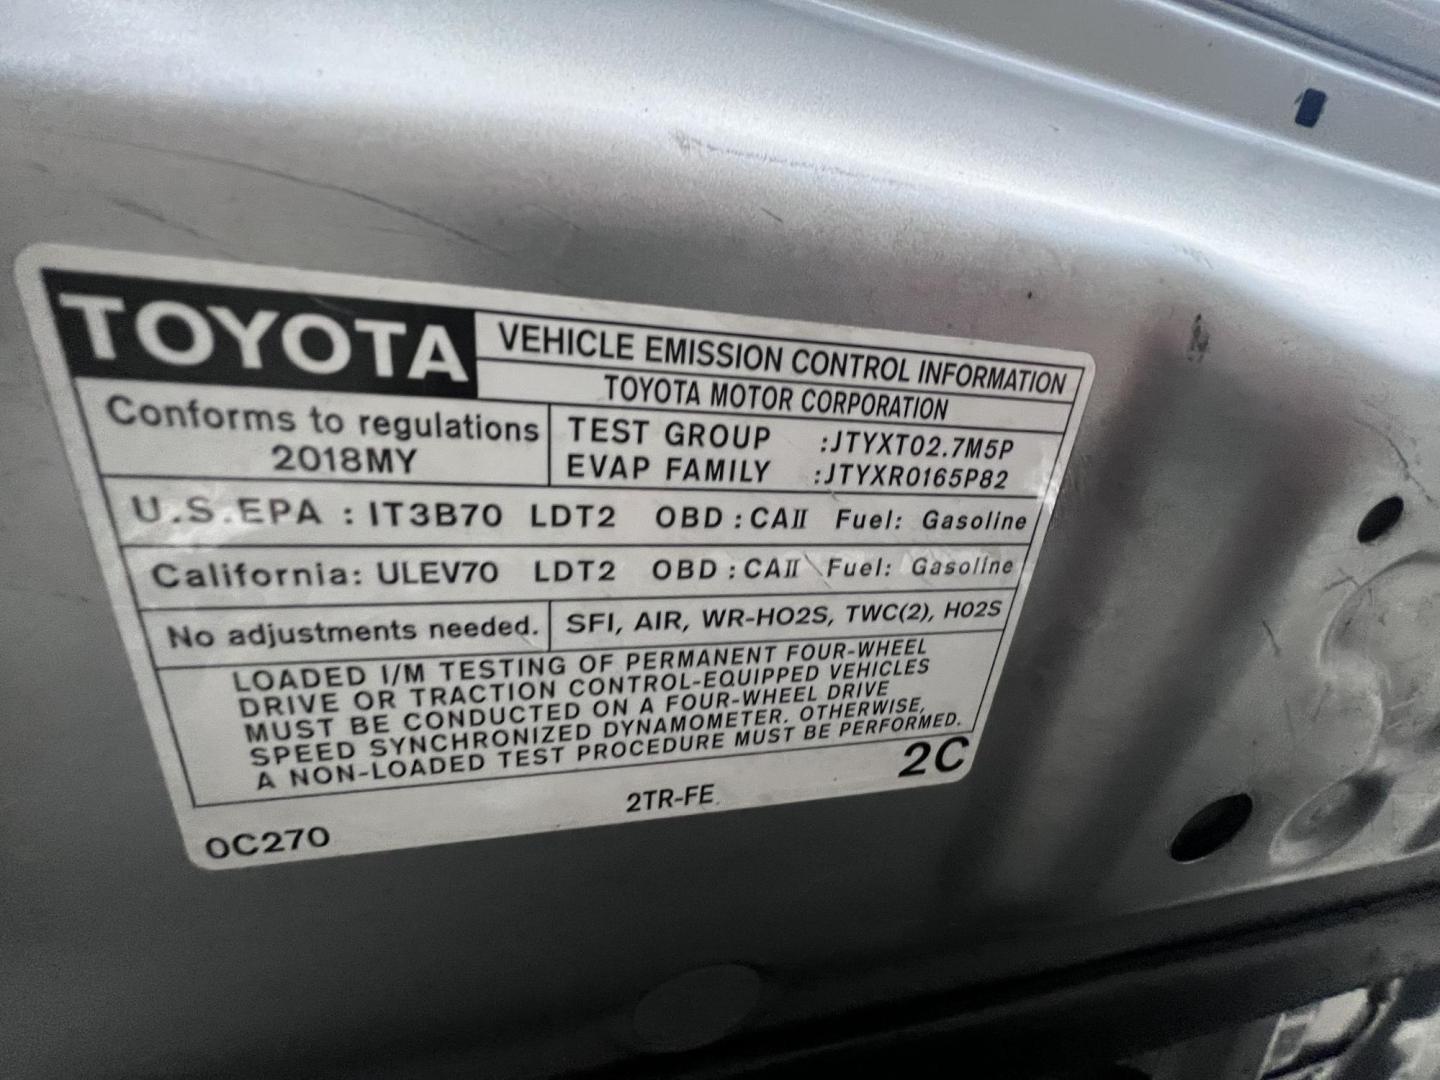 TOYOTA
VEHICLE EMISSION CONTROL INFORMATION
TOYOTA MOTOR CORPORATION
Conforms to regulations
2018MY
TEST GROUP :JTYXT02.7M5P
EVAP FAMILY :JTYXR0165P82
U.S.EPA : IT3B70 LDT2 OBD : CAII Fuel: Gasoline
California: ULEV70 LDT2 OBD : CAII Fuel: Gasoline
No adjustments needed.
SFI, AIR, WR-HO2S, TWC(2), HO2S
LOADED I/M TESTING OF PERMANENT FOUR-WHEEL
DRIVE OR TRACTION CONTROL-EQUIPPED VEHICLES
MUST BE CONDUCTED ON A FOUR-WHEEL DRIVE
SPEED SYNCHRONIZED DYNAMOMETER. OTHERWISE,
A NON-LOADED TEST PROCEDURE MUST BE PERFORMED.
2C
2TR-FE
0C270